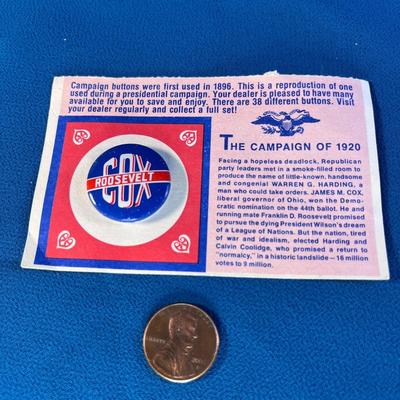 Campaign buttons were first used in 1896. This is a reproduction of one
used during a presidential campaign. Your dealer is pleased to have many
available for you to save and enjoy. There are 38 different buttons. Visit
your dealer regularly and collect a full set!
THE CAMPAIGN OF 1920
Facing a hopeless deadlock, Republican
party leaders met in a smoke-filled room to
produce the name of little-known, handsome
and congenial WARREN G. HARDING, a
man who could take orders. JAMES M. COX,
liberal governor of Ohio, won the Demo-
cratic nomination on the 44th ballot. He and
running mate Franklin D. Roosevelt promised
to pursue the dying President Wilson's dream
of a League of Nations. But the nation, tired
of war and idealism, elected Harding and
Calvin Coolidge, who promised a return to
"normalcy," in a historic landslide—16 million
votes to 9 million.
COX
ROOSEVELT
LIBERTY